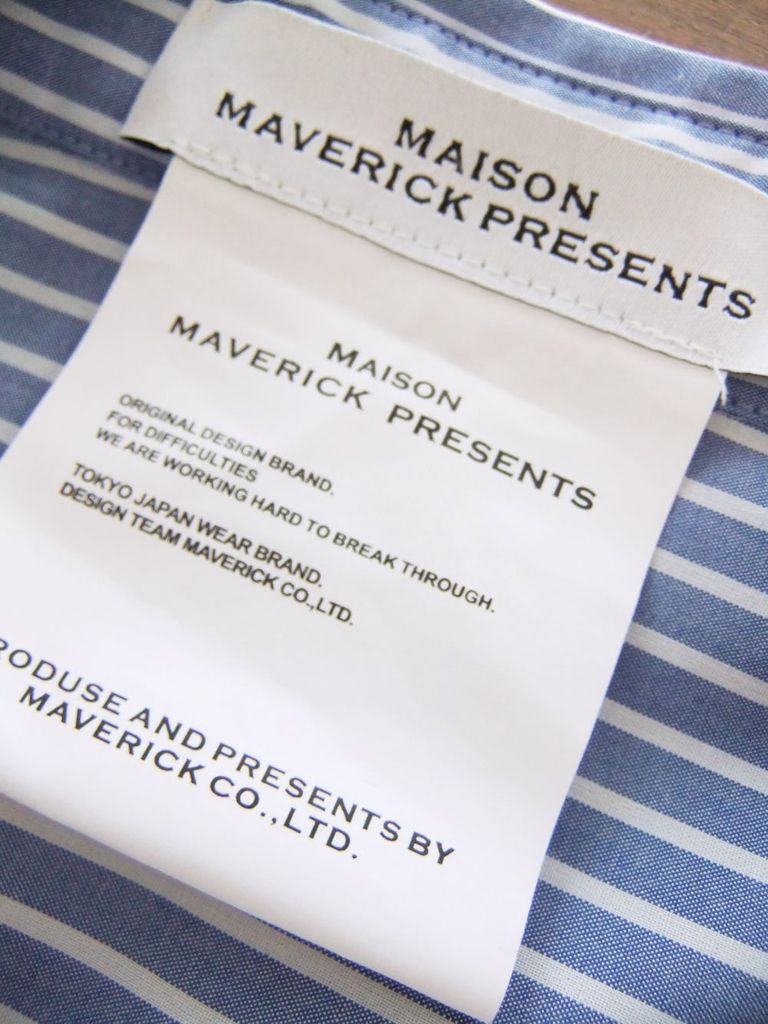 MAISON
MAVERICK PRESENTS
MAISON
MAVERICK PRESENTS
ORIGINAL DESIGN BRAND.
FOR DIFFICULTIES
WE ARE WORKING HARD TO BREAK THROUGH.
TOKYO JAPAN WEAR BRAND.
DESIGN TEAM MAVERICK CO.,LTD.
RODUSE AND PRESENTS BY
MAVERICK CO.,LTD.